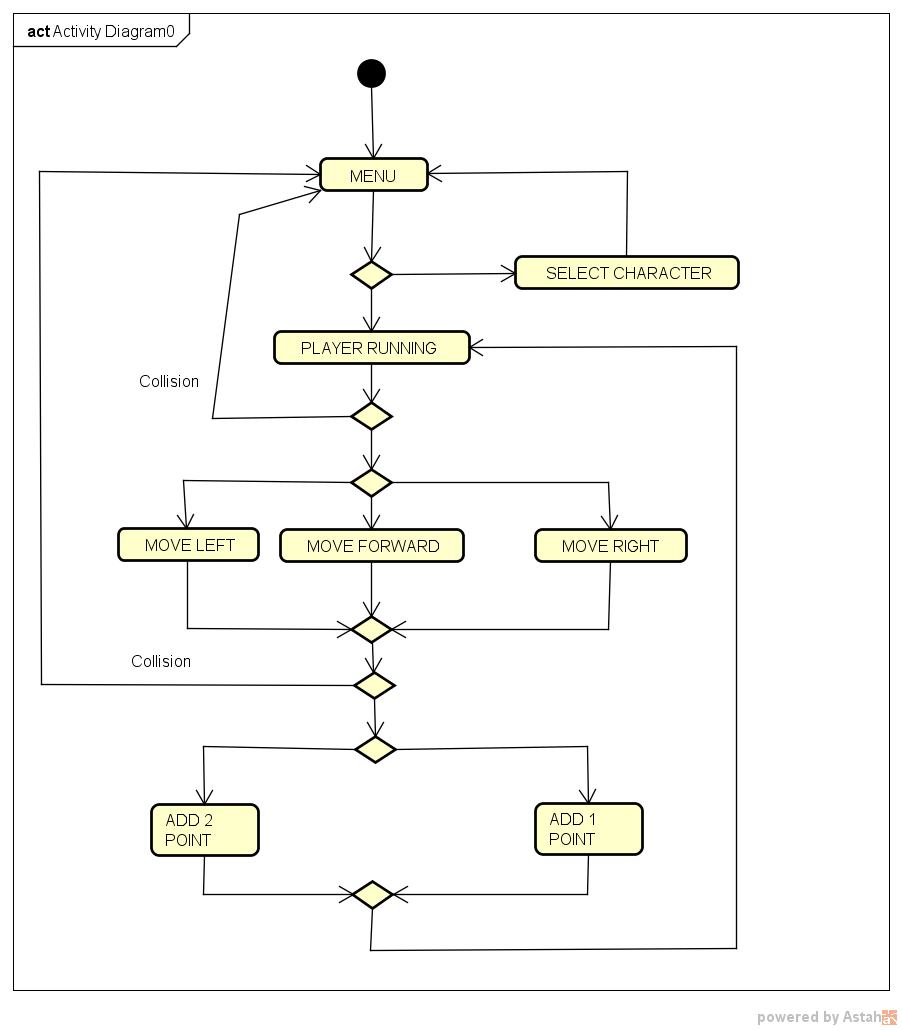 act Activity Diagram0
MENU
SELECT CHARACTER
PLAYER RUNNING
Collision
MOVE LEFT
MOVE FORWARD
MOVE RIGHT
Collision
ADD 2
POINT
ADD 1
POINT
powered by Astah